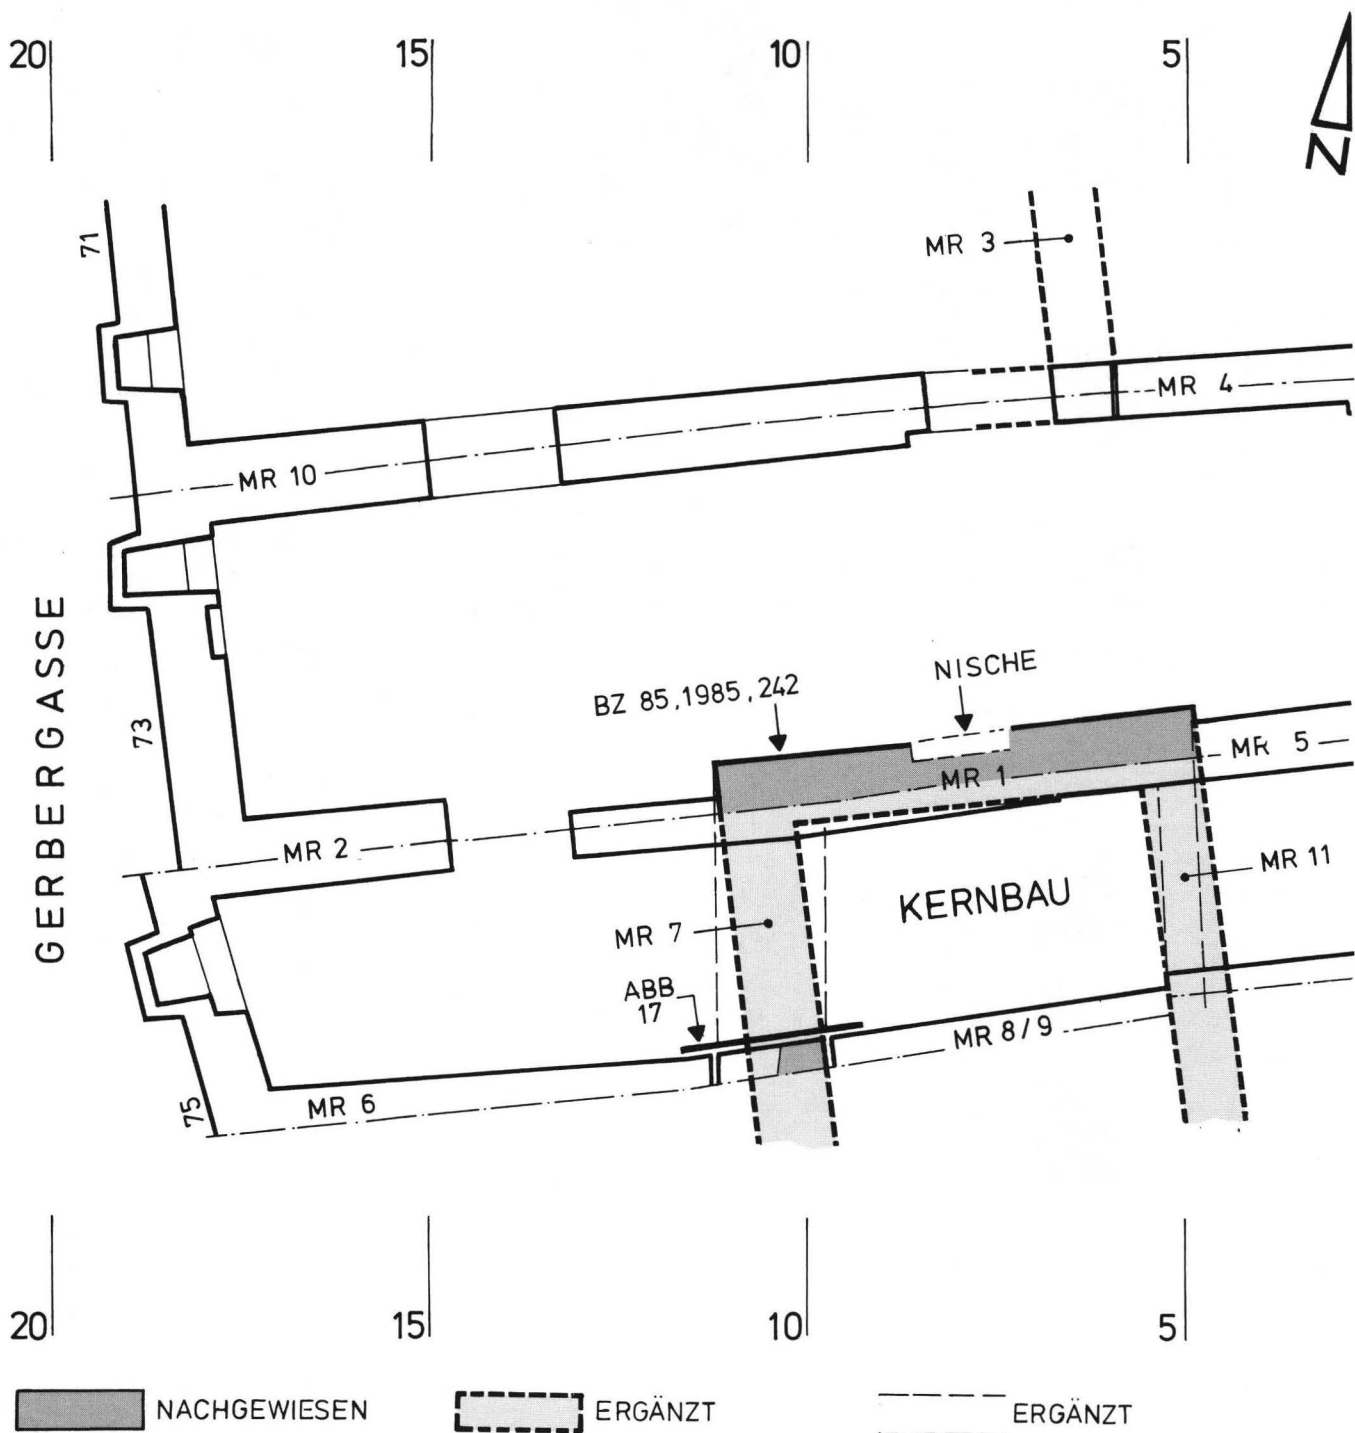 20 15 10 5
N
71
MR 3
MR 4
MR 10
GERBERGASSE
73
BZ 85,1985,242
NISCHE
MR 1
MR 5
MR 2
KERNBAU
MR 11
MR 7
ABB
17
MR 8/9
75
MR 6
20 15 10 5
NACHGEWIESEN ERGÄNZT ERGÄNZT